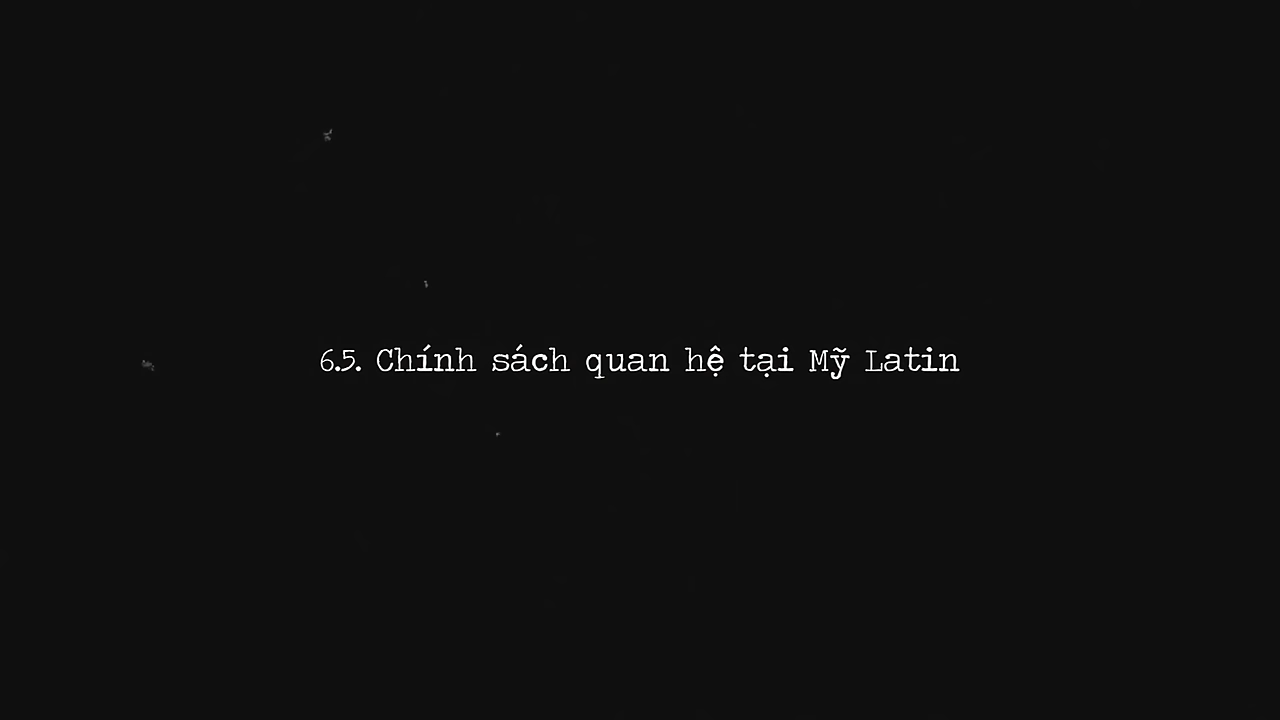 6.5. Chính sách quan hệ tại Mỹ Latin